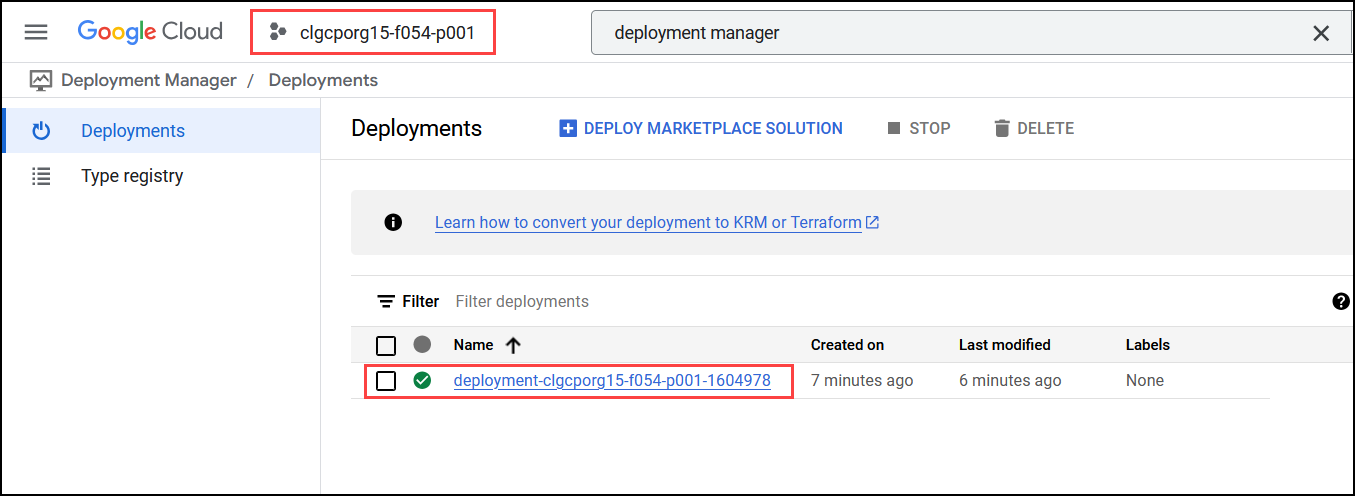 Google Cloud
clgcporg15-f054-p001
deployment manager
Deployment Manager / Deployments
Deployments
Type registry
Deployments
DEPLOY MARKETPLACE SOLUTION
STOP
DELETE
Learn how to convert your deployment to KRM or Terraform
Filter Filter deployments
Name Created on Last modified Labels
deployment-clgcporg15-f054-p001-1604978 7 minutes ago 6 minutes ago None